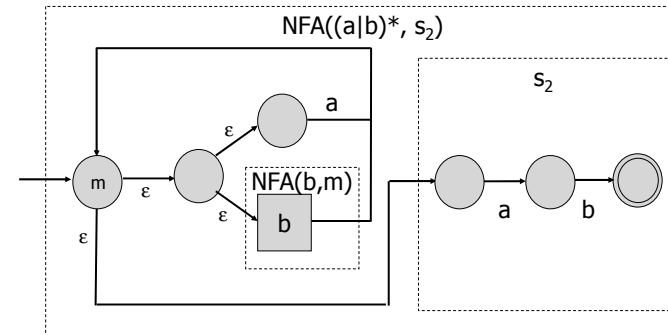 NFA((a|b)*, s₂)
s₂
a
ε
m
ε
ε
NFA(b,m)
b
ε
a
b